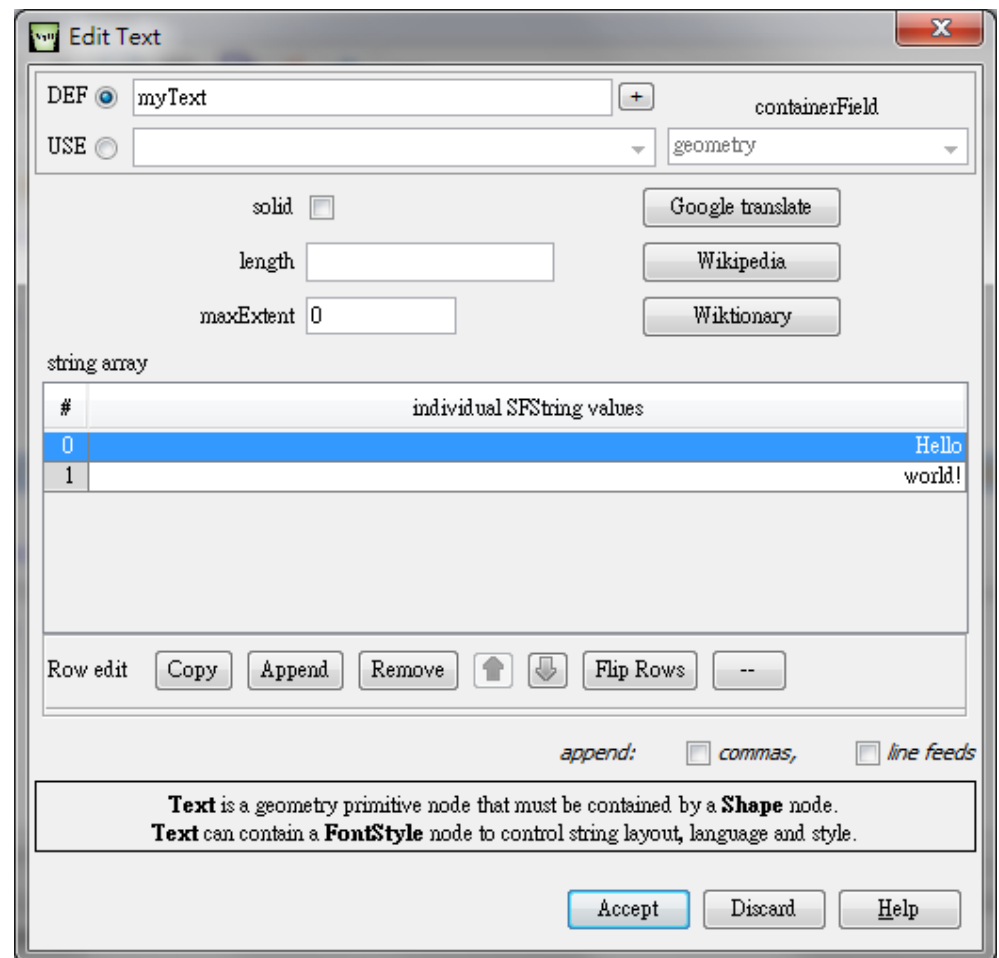 Edit Text
DEF myText + containerField
USE geometry
solid Google translate
length Wikipedia
maxExtent 0 Wiktionary
string array
# individual SFString values
0 Hello
1 world!
Row edit Copy Append Remove Flip Rows --
append: commas, line feeds
Text is a geometry primitive node that must be contained by a Shape node.
Text can contain a FontStyle node to control string layout, language and style.
Accept Discard Help